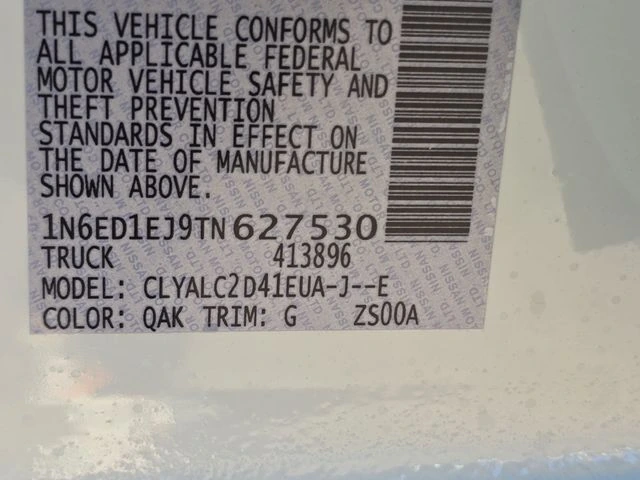 THIS VEHICLE CONFORMS TO
ALL APPLICABLE FEDERAL
MOTOR VEHICLE SAFETY AND
THEFT PREVENTION
STANDARDS IN EFFECT ON
THE DATE OF MANUFACTURE
SHOWN ABOVE.
1N6ED1EJ9TN627530
TRUCK 413896
MODEL: CLYALC2D41EUA-J--E
COLOR: QAK TRIM: G ZS00A